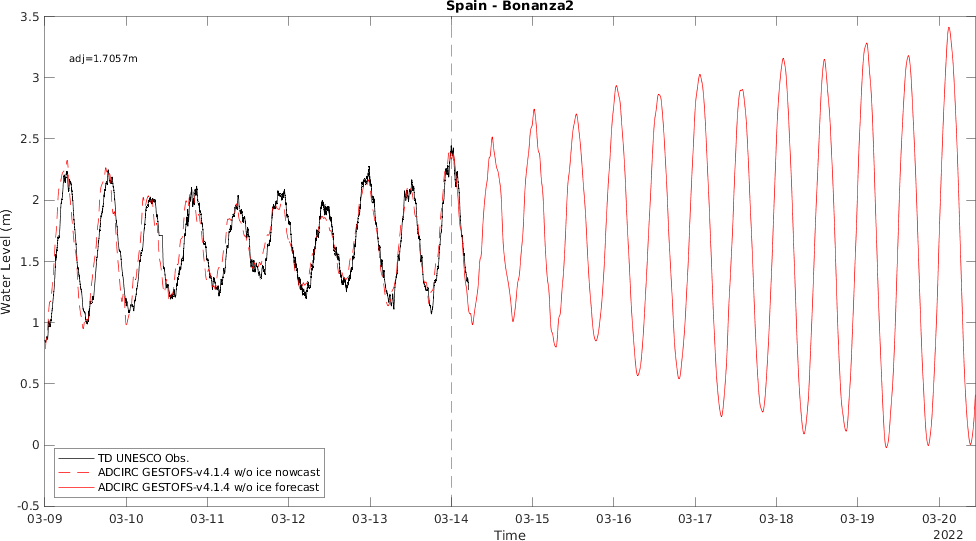 Spain - Bonanza2
adj=1.7057m
3.5
3
2.5
2
1.5
1
0.5
0
-0.5
Water Level (m)
TD UNESCO Obs.
ADCIRC GESTOFS-v4.1.4 w/o ice nowcast
ADCIRC GESTOFS-v4.1.4 w/o ice forecast
03-09 03-10 03-11 03-12 03-13 03-14 03-15 03-16 03-17 03-18 03-19 03-20
Time
2022